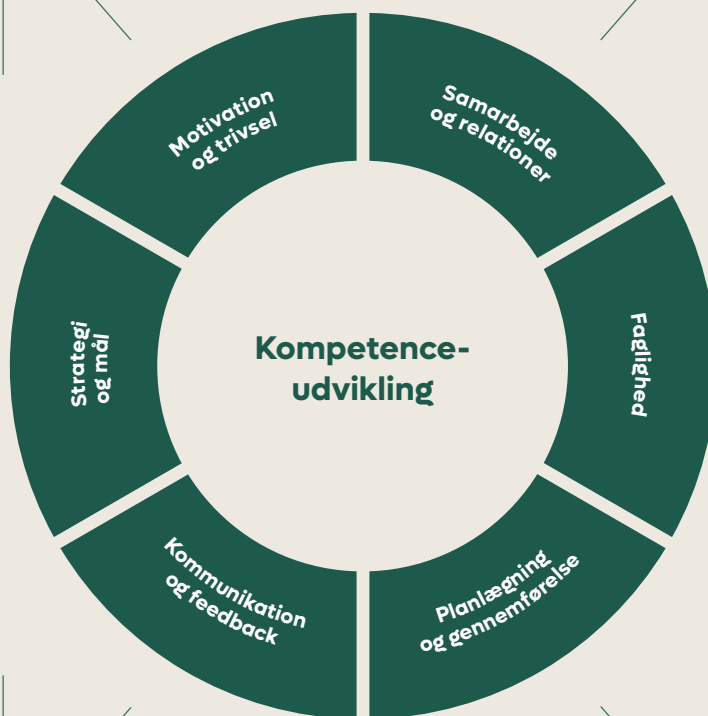 Motivation
og trivsel
Samarbejde
og relationer
Strategi
og mål
Kompetence-
udvikling
Faglighed
Kommunikation
og feedback
Planlægning
og gennemførelse